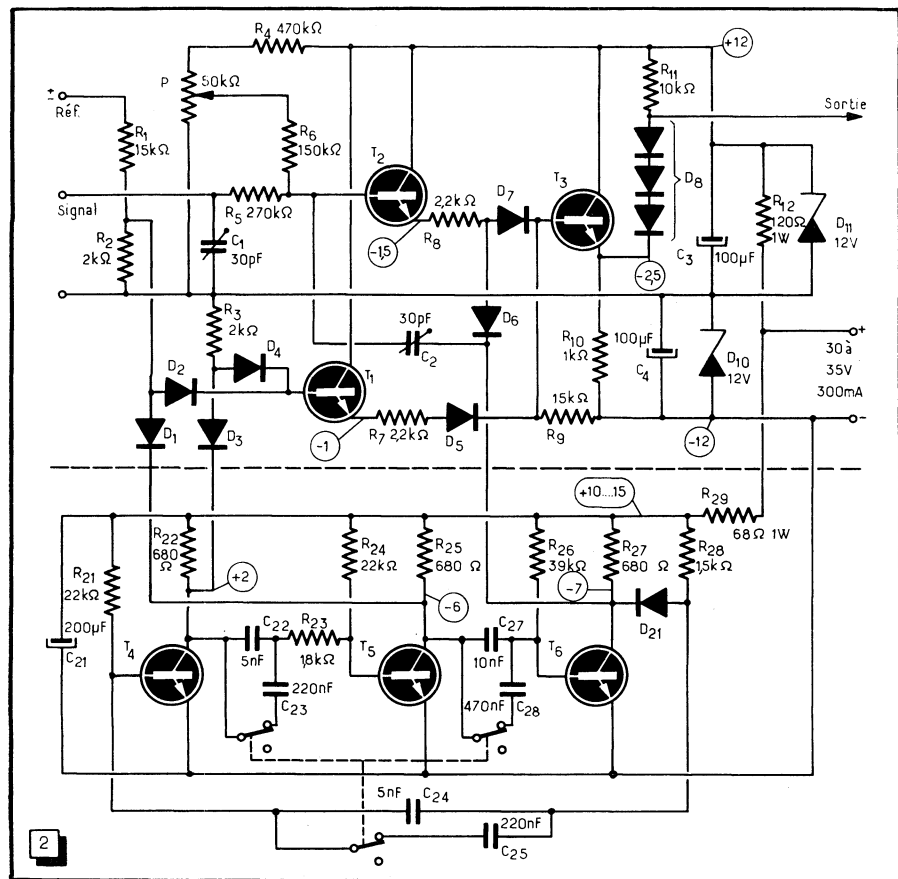 R4 470kΩ
+12
P 50kΩ
R11 10kΩ
±
Réf.
Sortie
R1 15kΩ
R6 150kΩ
T2
D7
T3
D8
Signal
R5 270kΩ
2,2kΩ
R8
R12 120Ω 1W
D11 12V
R2 2kΩ
C1 30pF
-1,5
-2,5
C3
100µF
R3 2kΩ
30pF
C2
D6
R10 1kΩ
100µF
C4
D10 12V
+
30 à
35V
300mA
−
D4
D2
T1
15kΩ
R9
D1
D3
-1
R7 2,2kΩ
D5
-12
+10....15
R29
68Ω 1W
R22 680 Ω
R24 22kΩ
R25 680 Ω
R26 39kΩ
R27 680 Ω
R28 1,5kΩ
R21 22kΩ
+2
-6
-7
D21
200µF
C21
T4
C22
5nF
R23
1,8kΩ
T5
C27
10nF
T6
220nF
C23
470nF
C28
5nF
C24
220nF
C25
2